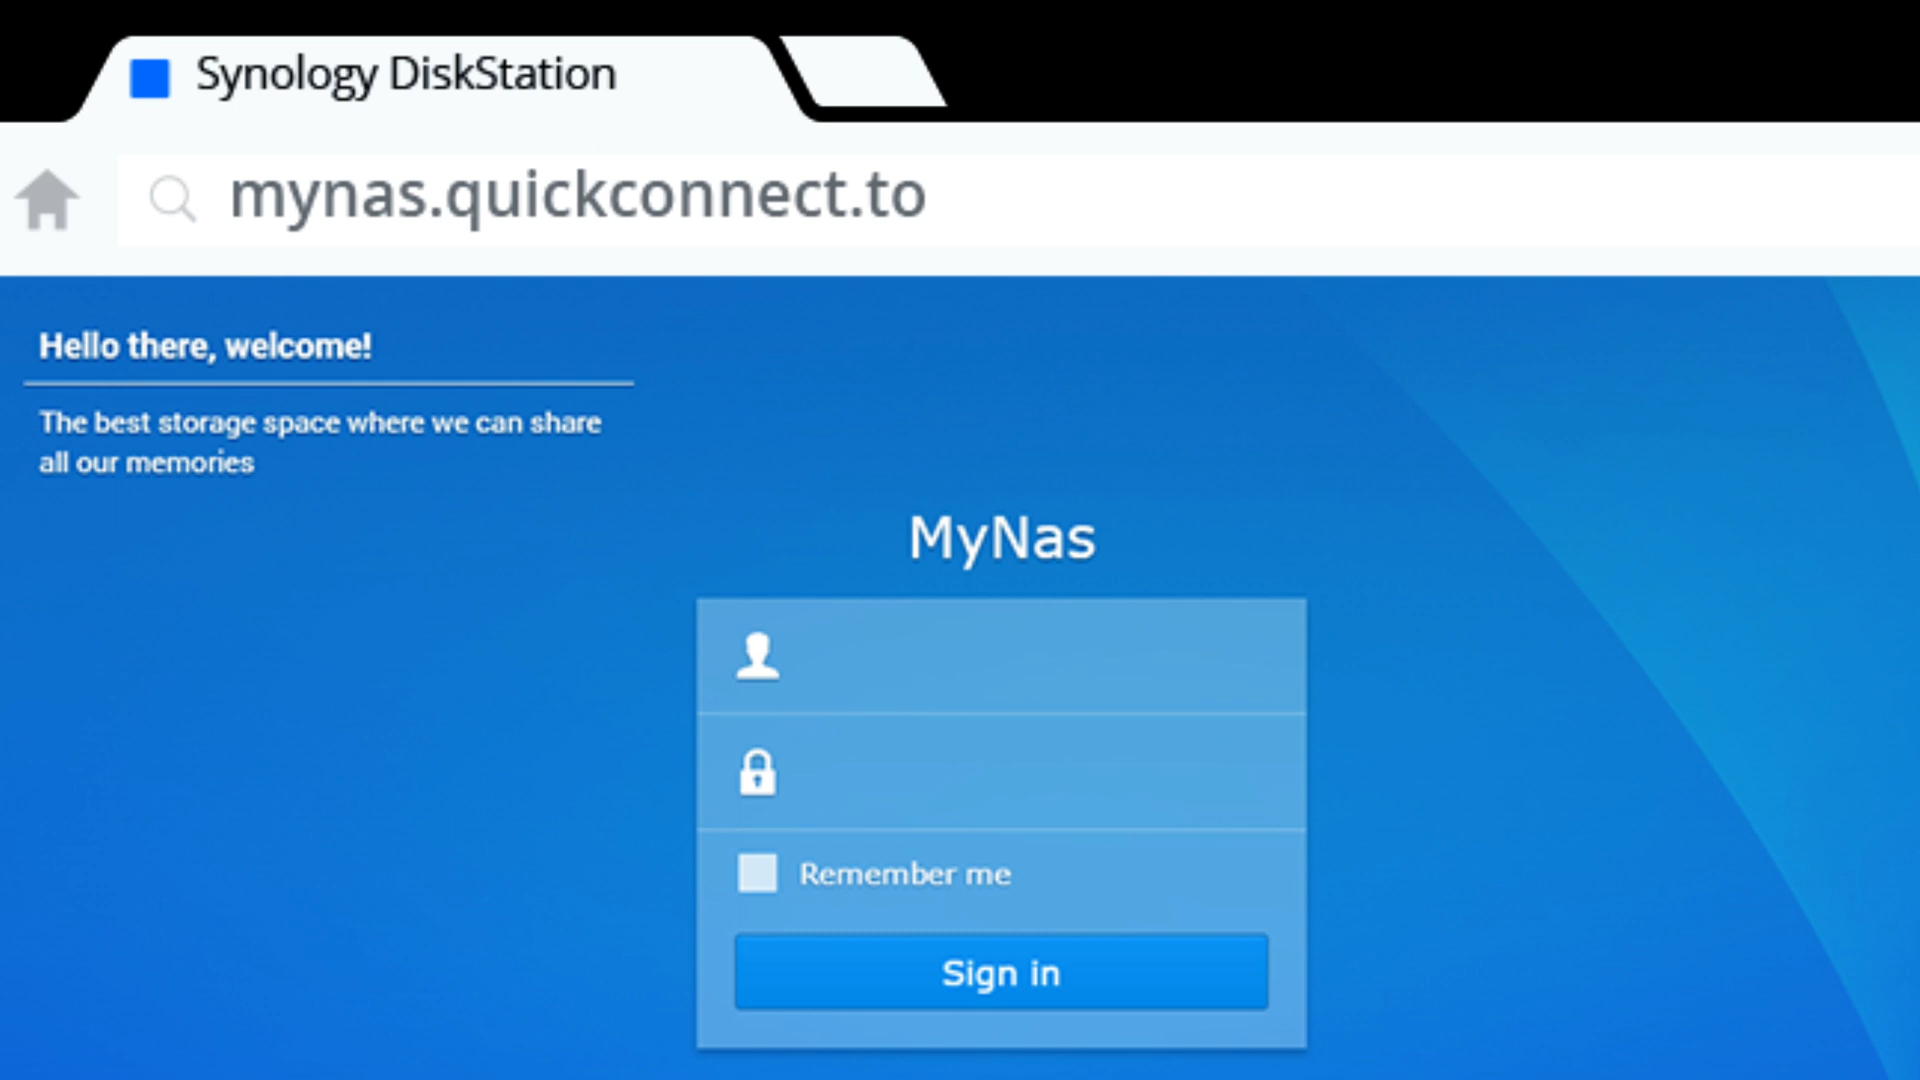 Synology DiskStation
mynas.quickconnect.to
Hello there, welcome!
The best storage space where we can share
all our memories
MyNas
Remember me
Sign in